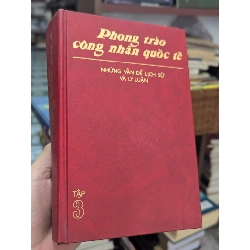 Phong trào
công nhân quốc tế
NHỮNG VẤN ĐỀ LỊCH SỬ
VÀ LÝ LUẬN
TẬP
3